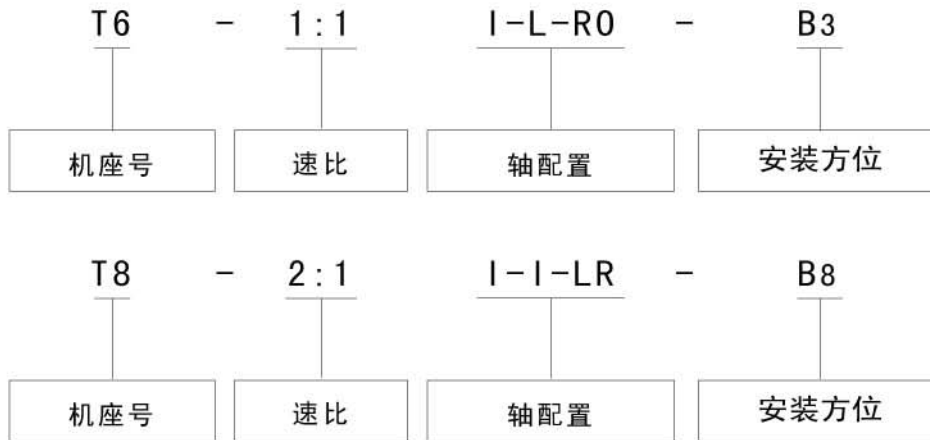 T6 - 1:1 I-L-RO - B3
机座号 速比 轴配置 安装方位
T8 - 2:1 I-I-LR - B8
机座号 速比 轴配置 安装方位